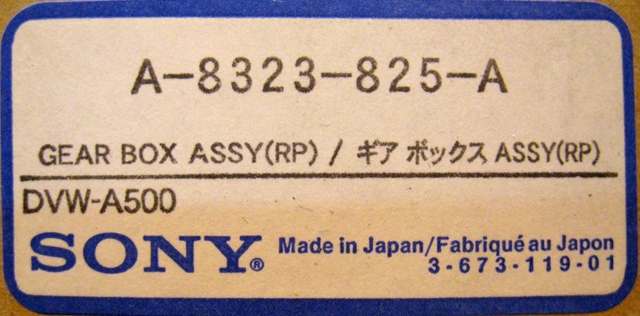 A-8323-825-A
GEAR BOX ASSY(RP) / ギア ボックス ASSY(RP)
DVW-A500
SONY® Made in Japan/Fabriqué au Japon
3-673-119-01